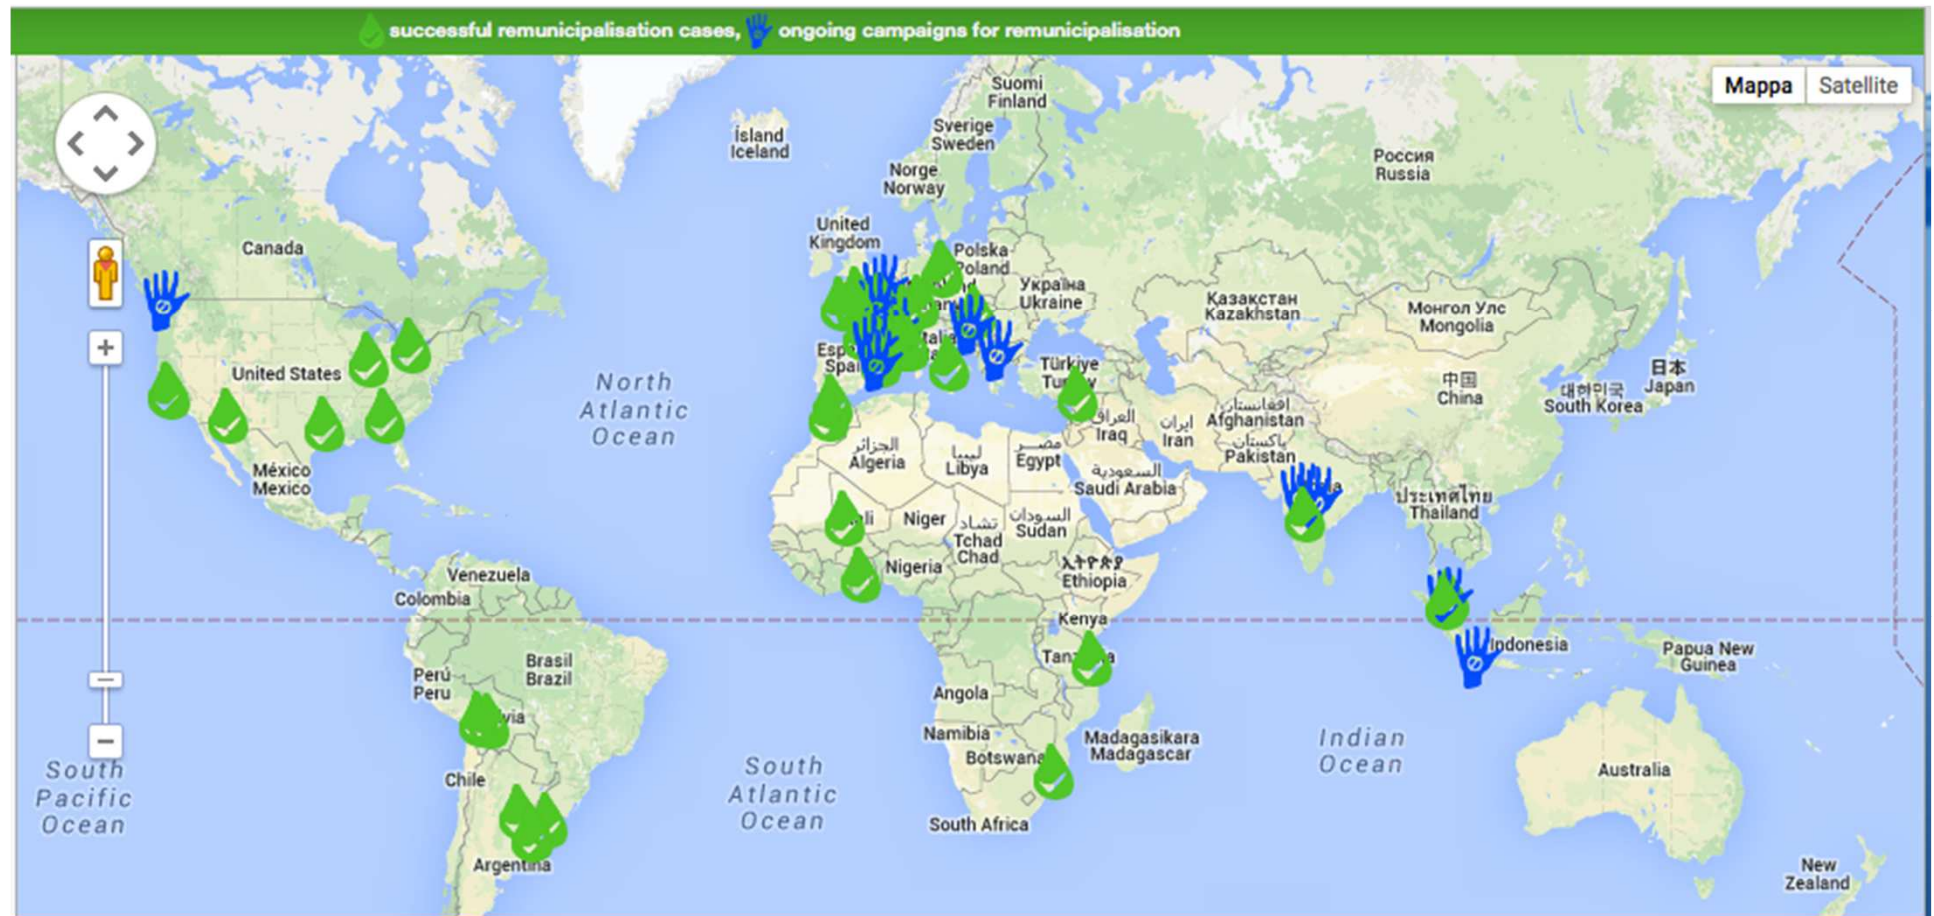 successful remunicipalisation cases, ongoing campaigns for remunicipalisation
Mappa Satellite
Suomi
Finland
Ísland
Iceland
Sverige
Sweden
Norge
Norway
Россия
Russia
United
Kingdom
Canada
Polska
Poland
Україна
Ukraine
Қазақстан
Kazakhstan
Монгол Улс
Mongolia
United States
North
Atlantic
Ocean
Türkiye
中国
China
대한민국
South Korea
日本
Japan
México
Mexico
الجزائر
Algeria
ليبيا
Libya
مصر
Egypt
العراق
Iraq
ایران
Iran
افغانستان
Afghanistan
پاکستان
Pakistan
السعودية
Saudi Arabia
ประเทศไทย
Thailand
Niger
تشاد
Tchad
Chad
السودان
Sudan
Nigeria
ኢትዮጵያ
Ethiopia
Venezuela
Colombia
Kenya
Indonesia
Papua New
Guinea
Perú
Peru
Brasil
Brazil
Angola
Namibia
Botswana
Madagasikara
Madagascar
Indian
Ocean
Chile
South
Pacific
Ocean
South
Atlantic
Ocean
Australia
South Africa
Argentina
New
Zealand